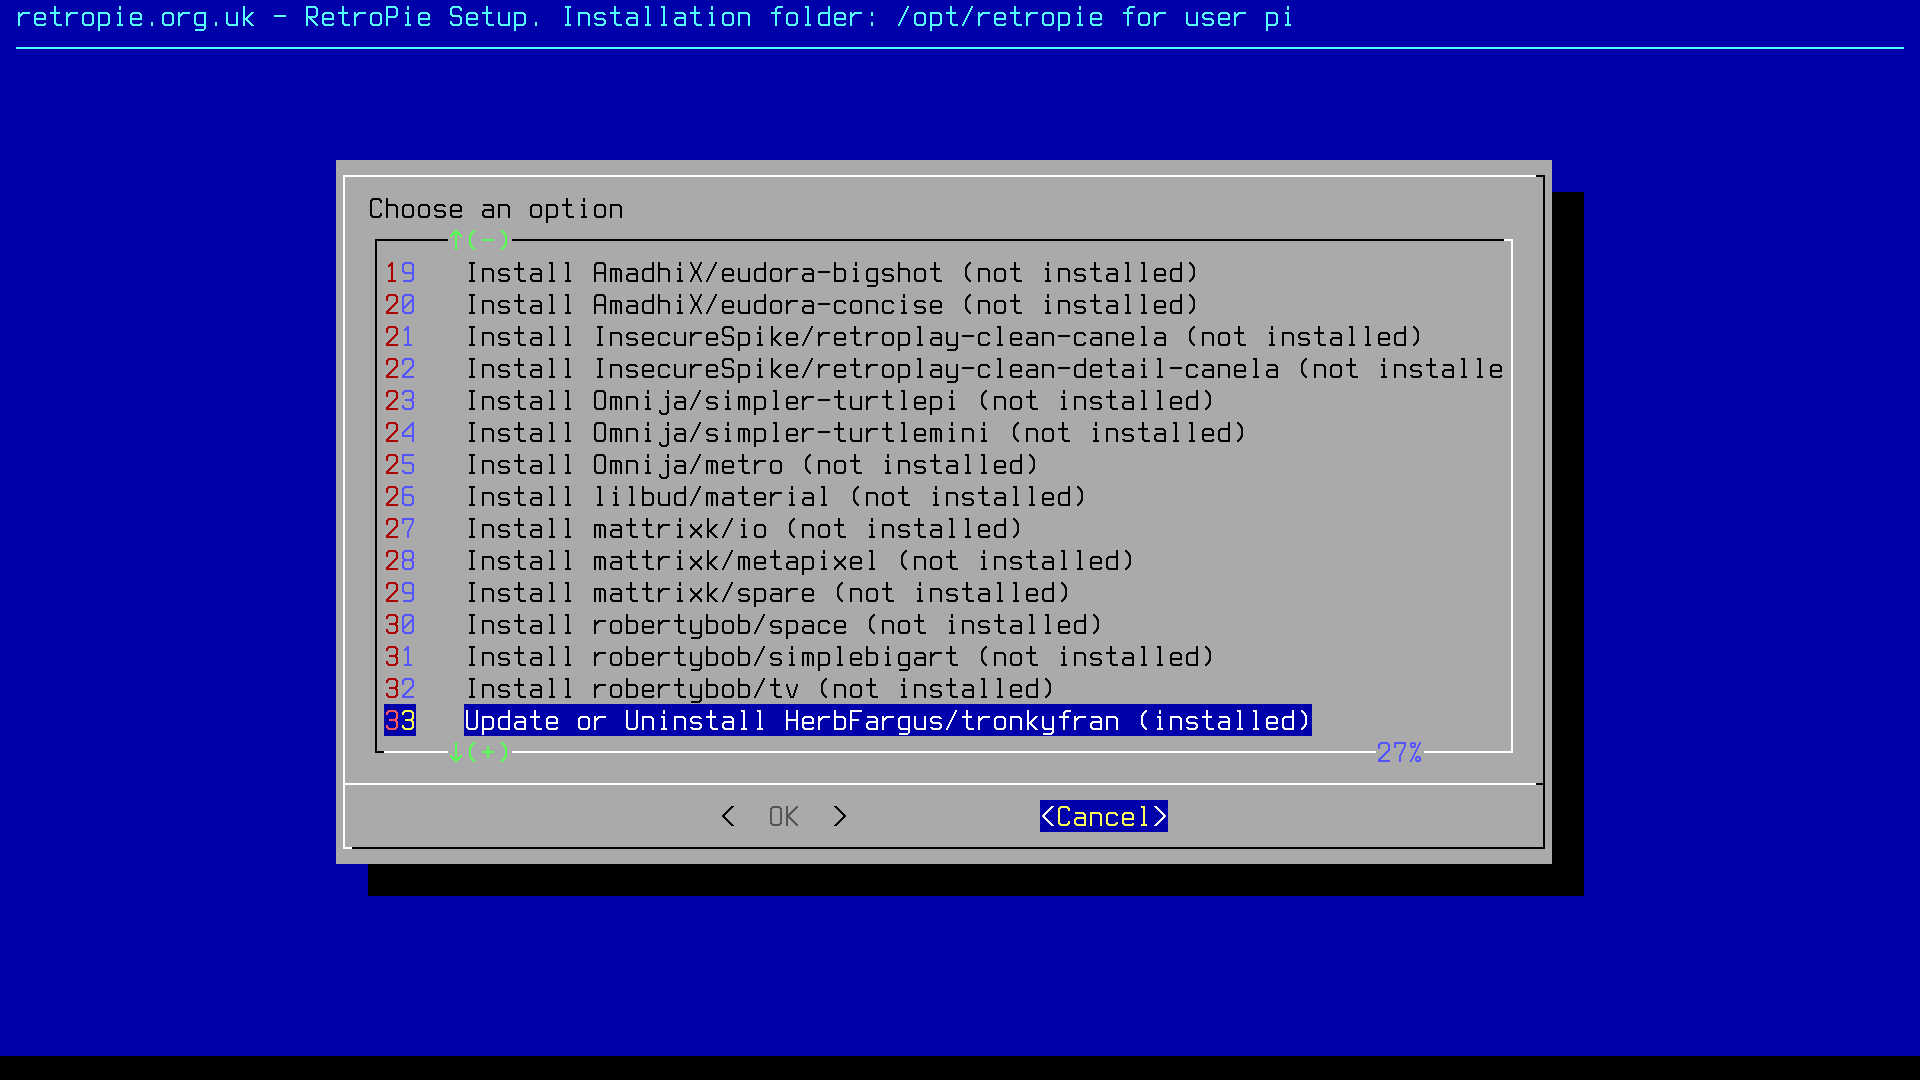 retropie.org.uk - RetroPie Setup. Installation folder: /opt/retropie for user pi
Choose an option
↑(-)
19 Install AmadhiX/eudora-bigshot (not installed)
20 Install AmadhiX/eudora-concise (not installed)
21 Install InsecureSpike/retroplay-clean-canela (not installed)
22 Install InsecureSpike/retroplay-clean-detail-canela (not installe
23 Install Omnija/simpler-turtlepi (not installed)
24 Install Omnija/simpler-turtlemini (not installed)
25 Install Omnija/metro (not installed)
26 Install lilbud/material (not installed)
27 Install mattrixk/io (not installed)
28 Install mattrixk/metapixel (not installed)
29 Install mattrixk/spare (not installed)
30 Install robertybob/space (not installed)
31 Install robertybob/simplebigart (not installed)
32 Install robertybob/tv (not installed)
33 Update or Uninstall HerbFargus/tronkyfran (installed)
↓(+) 27%
< OK > <Cancel>